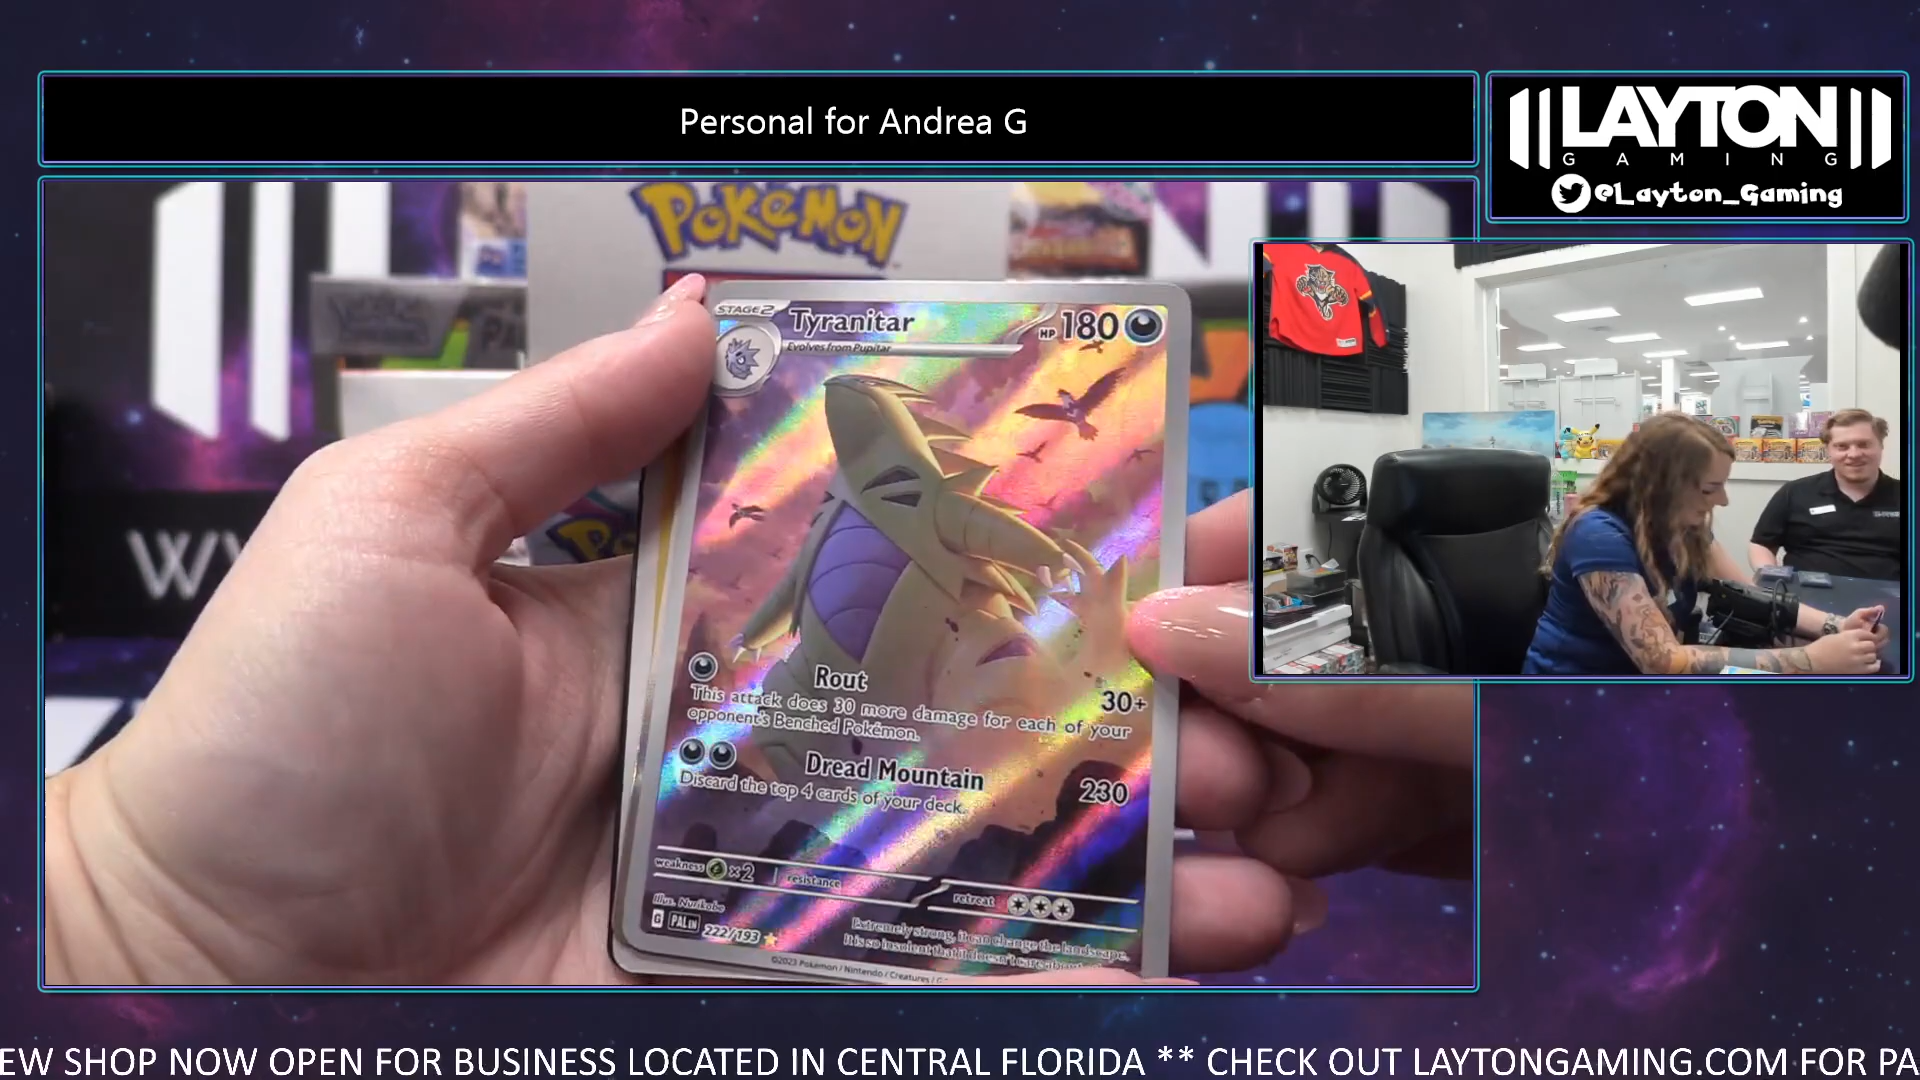 Personal for Andrea G
LAYTON
GAMING
@Layton_Gaming
POKéMON
STAGE2
Tyranitar
HP 180
Evolves from Pupitar
Rout
30+
This attack does 30 more damage for each of your
opponent's Benched Pokémon.
Dread Mountain
230
Discard the top 4 cards of your deck.
weakness x2
resistance
retreat
Illus. Nurikabe
G PAL EN 222/193
Extremely strong, it can change the landscape.
It is so insolent that it doesn't care about
©2023 Pokémon / Nintendo / Creatures / G
EW SHOP NOW OPEN FOR BUSINESS LOCATED IN CENTRAL FLORIDA ** CHECK OUT LAYTONGAMING.COM FOR PA